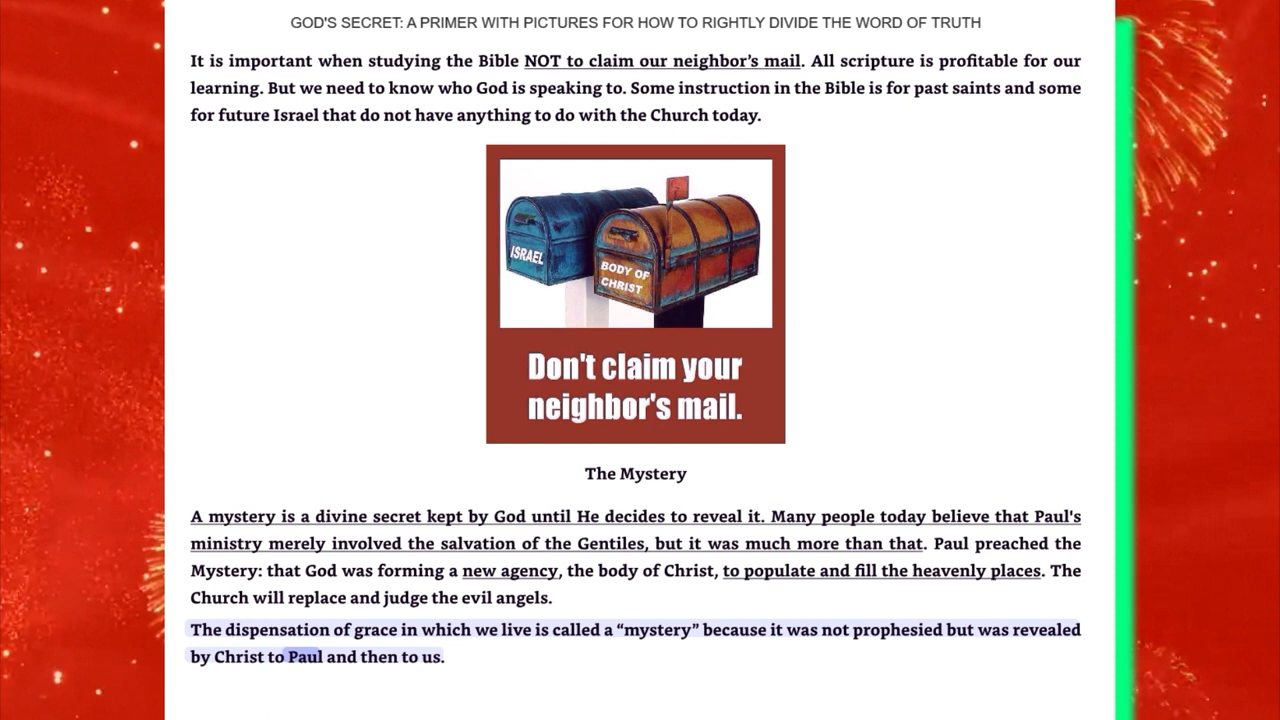 GOD'S SECRET: A PRIMER WITH PICTURES FOR HOW TO RIGHTLY DIVIDE THE WORD OF TRUTH
It is important when studying the Bible NOT to claim our neighbor’s mail. All scripture is profitable for our
learning. But we need to know who God is speaking to. Some instruction in the Bible is for past saints and some
for future Israel that do not have anything to do with the Church today.
ISRAEL
BODY OF
CHRIST
Don't claim your
neighbor's mail.
The Mystery
A mystery is a divine secret kept by God until He decides to reveal it. Many people today believe that Paul's
ministry merely involved the salvation of the Gentiles, but it was much more than that. Paul preached the
Mystery: that God was forming a new agency, the body of Christ, to populate and fill the heavenly places. The
Church will replace and judge the evil angels.
The dispensation of grace in which we live is called a “mystery” because it was not prophesied but was revealed
by Christ to Paul and then to us.